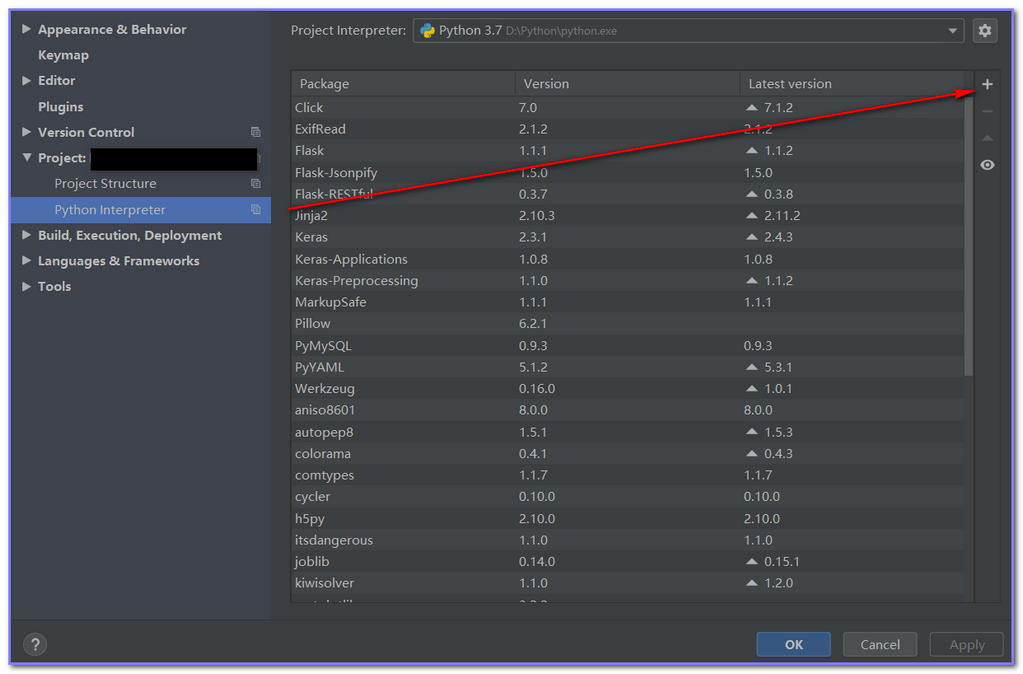 Appearance & Behavior
Keymap
Editor
Plugins
Version Control
Project:
Project Structure
Python Interpreter
Build, Execution, Deployment
Languages & Frameworks
Tools
Project Interpreter: Python 3.7 D:\Python\python.exe
Package Version Latest version
Click 7.0 7.1.2
ExifRead 2.1.2 2.1.2
Flask 1.1.1 1.1.2
Flask-Jsonpify 1.5.0 1.5.0
Flask-RESTful 0.3.7 0.3.8
Jinja2 2.10.3 2.11.2
Keras 2.3.1 2.4.3
Keras-Applications 1.0.8 1.0.8
Keras-Preprocessing 1.1.0 1.1.2
MarkupSafe 1.1.1 1.1.1
Pillow 6.2.1
PyMySQL 0.9.3 0.9.3
PyYAML 5.1.2 5.3.1
Werkzeug 0.16.0 1.0.1
aniso8601 8.0.0 8.0.0
autopep8 1.5.1 1.5.3
colorama 0.4.1 0.4.3
comtypes 1.1.7 1.1.7
cycler 0.10.0 0.10.0
h5py 2.10.0 2.10.0
itsdangerous 1.1.0 1.1.0
joblib 0.14.0 0.15.1
kiwisolver 1.1.0 1.2.0
? OK Cancel Apply